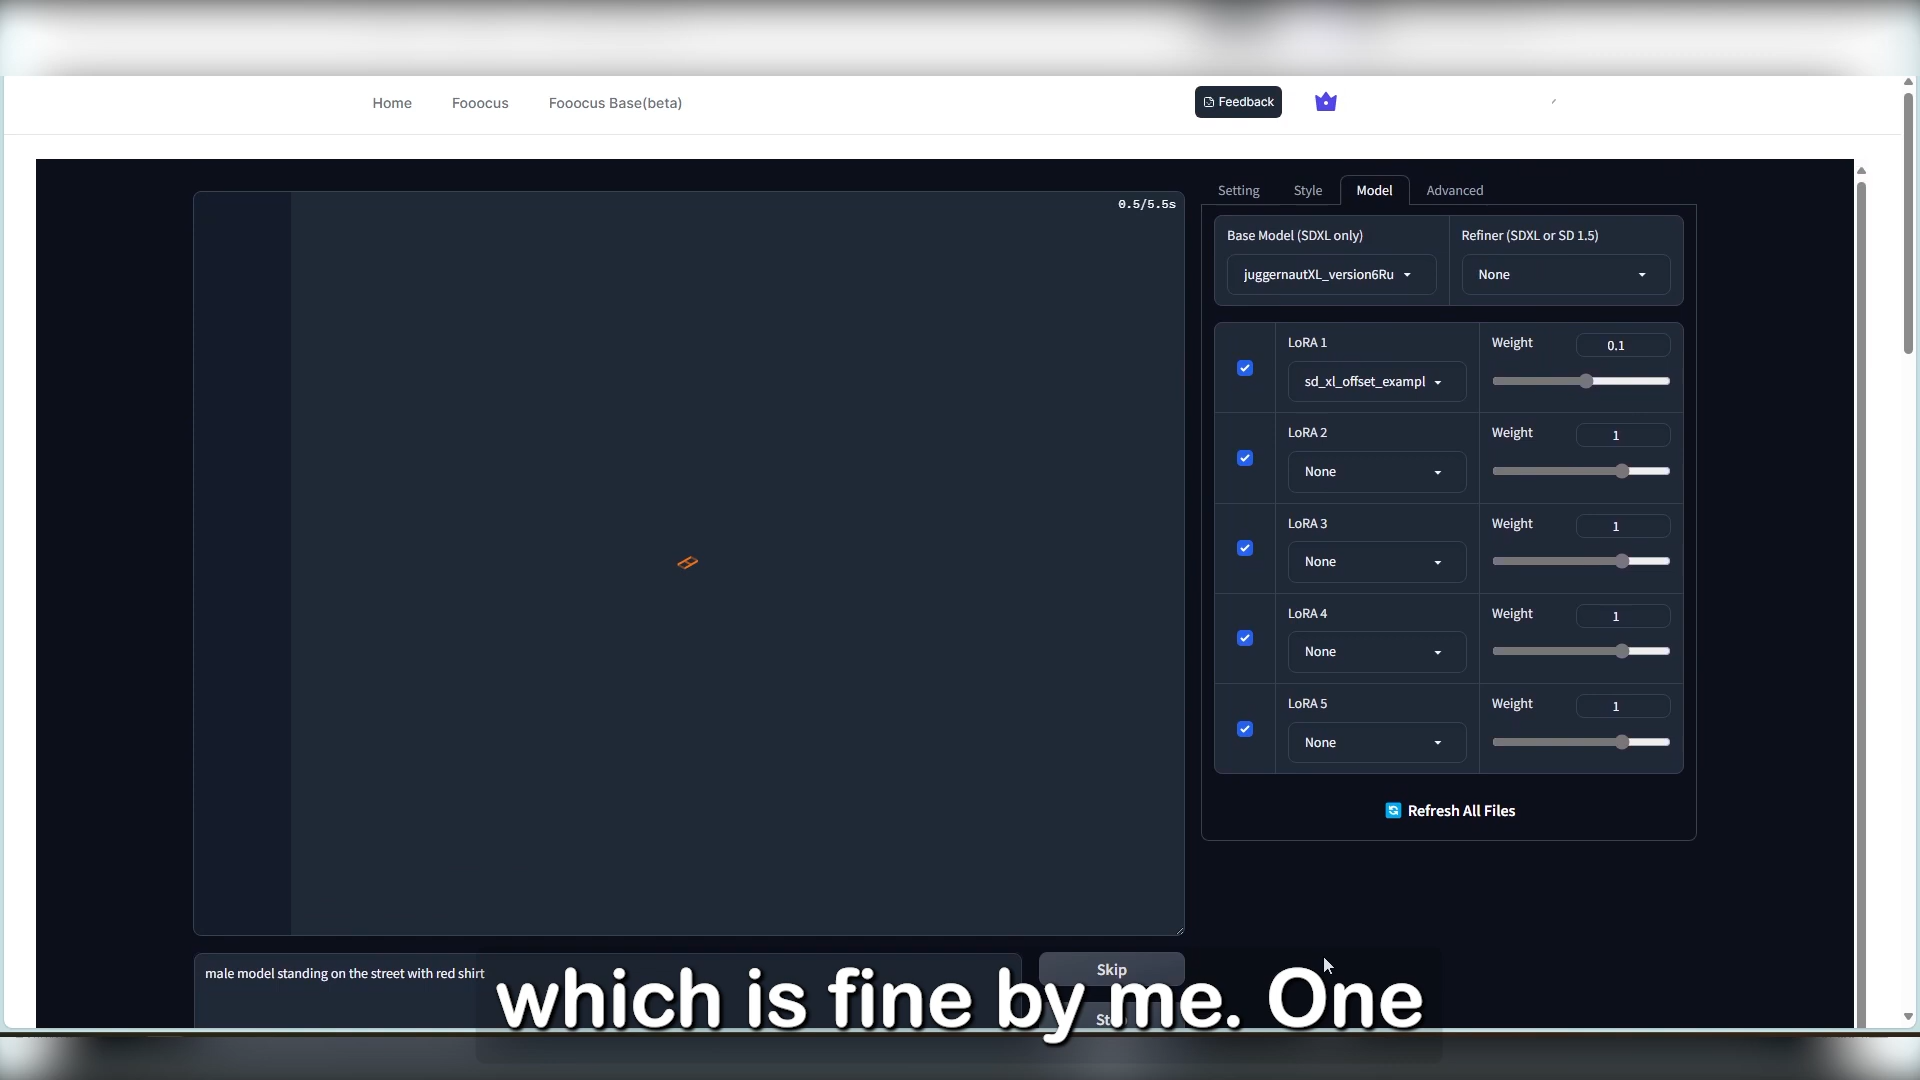 Home Fooocus Fooocus Base(beta) Feedback
0.5/5.5s
Setting Style Model Advanced
Base Model (SDXL only) Refiner (SDXL or SD 1.5)
juggernautXL_version6Ru None
LoRA 1 Weight 0.1
sd_xl_offset_exampl
LoRA 2 Weight 1
None
LoRA 3 Weight 1
None
LoRA 4 Weight 1
None
LoRA 5 Weight 1
None
Refresh All Files
male model standing on the street with red shirt
Skip
which is fine by me. One